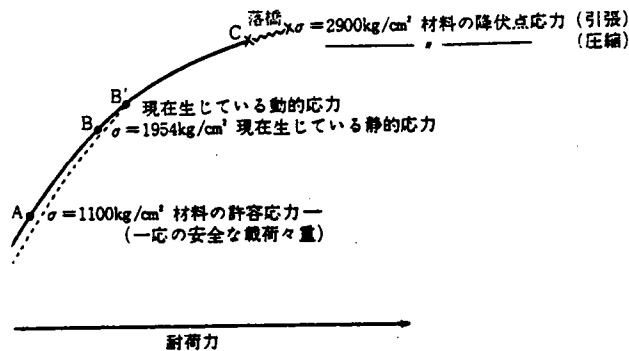 落橋
C σ=2900kg/cm² 材料の降伏点応力(引張)
〃 (圧縮)
B′ 現在生じている動的応力
B σ=1954kg/cm² 現在生じている静的応力
A σ=1100kg/cm² 材料の許容応力
(一応の安全な載荷々重)
耐荷力